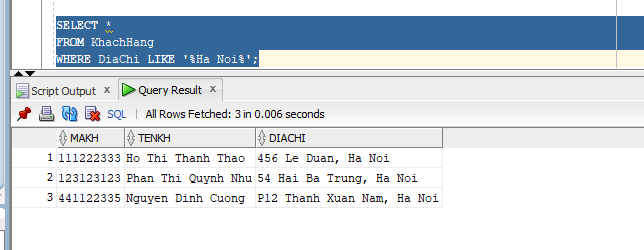 SELECT *
FROM KhachHang
WHERE DiaChi LIKE '%Ha Noi%';
Script Output x Query Result x
SQL | All Rows Fetched: 3 in 0.006 seconds
MAKH TENKH DIACHI
1 111222333 Ho Thi Thanh Thao 456 Le Duan, Ha Noi
2 123123123 Phan Thi Quynh Nhu 54 Hai Ba Trung, Ha Noi
3 441122335 Nguyen Dinh Cuong P12 Thanh Xuan Nam, Ha Noi